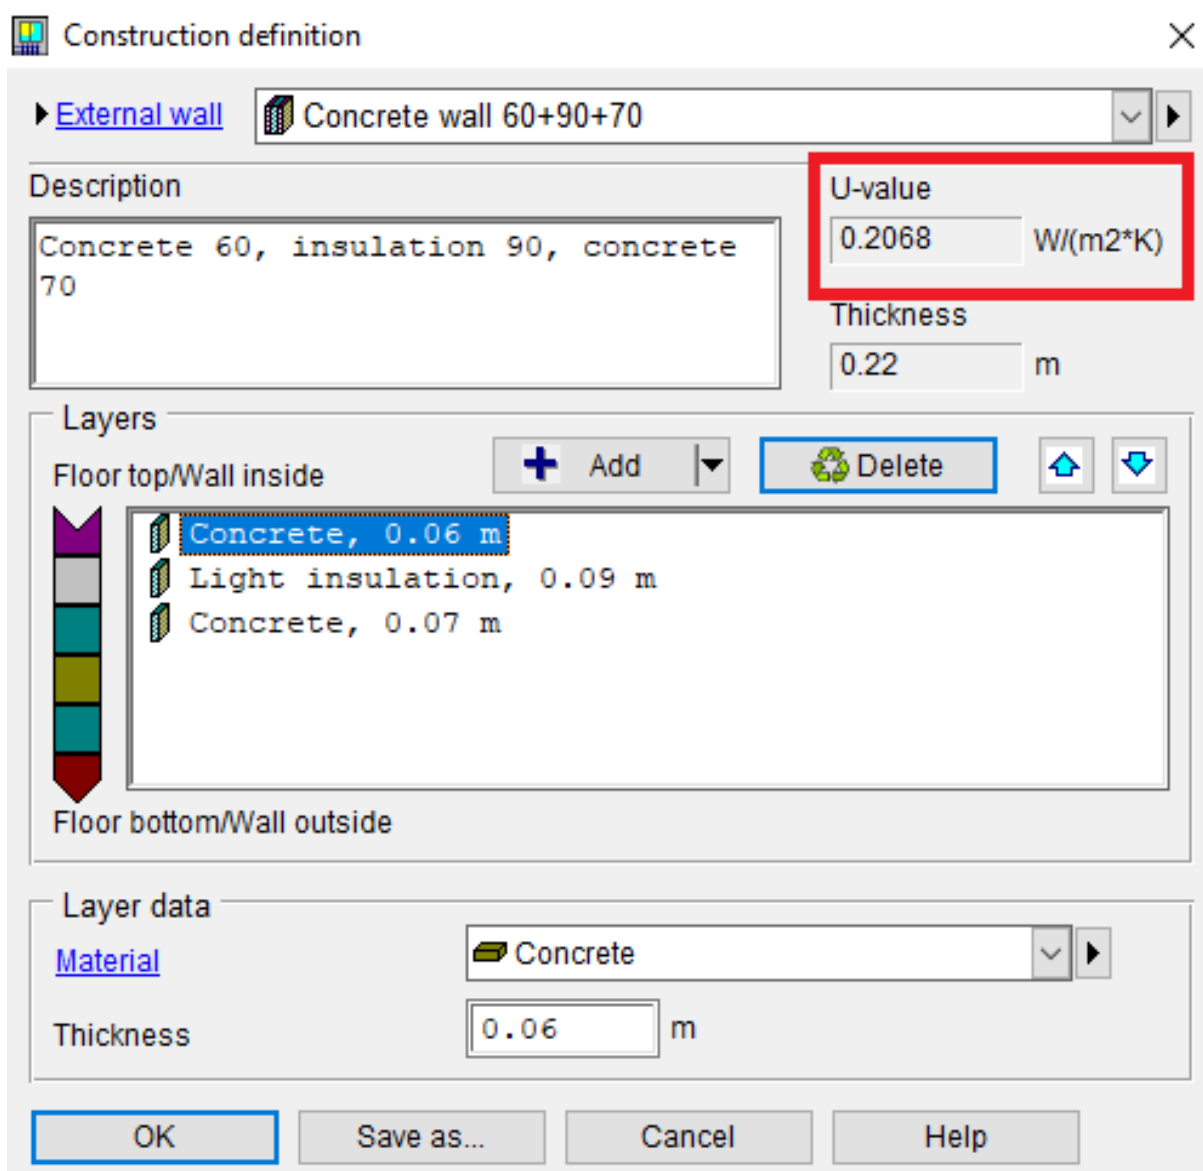 Construction definition
External wall
Concrete wall 60+90+70
Description
U-value
Concrete 60, insulation 90, concrete
70
0.2068 W/(m2*K)
Thickness
0.22 m
Layers
Floor top/Wall inside
Add
Delete
Concrete, 0.06 m
Light insulation, 0.09 m
Concrete, 0.07 m
Floor bottom/Wall outside
Layer data
Material
Concrete
Thickness
0.06 m
OK
Save as...
Cancel
Help